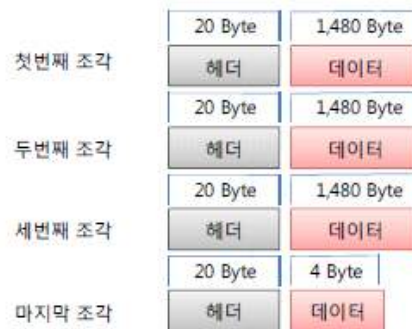 20 Byte 1,480 Byte
첫번째 조각 헤더 데이터
20 Byte 1,480 Byte
두번째 조각 헤더 데이터
20 Byte 1,480 Byte
세번째 조각 헤더 데이터
20 Byte 4 Byte
마지막 조각 헤더 데이터